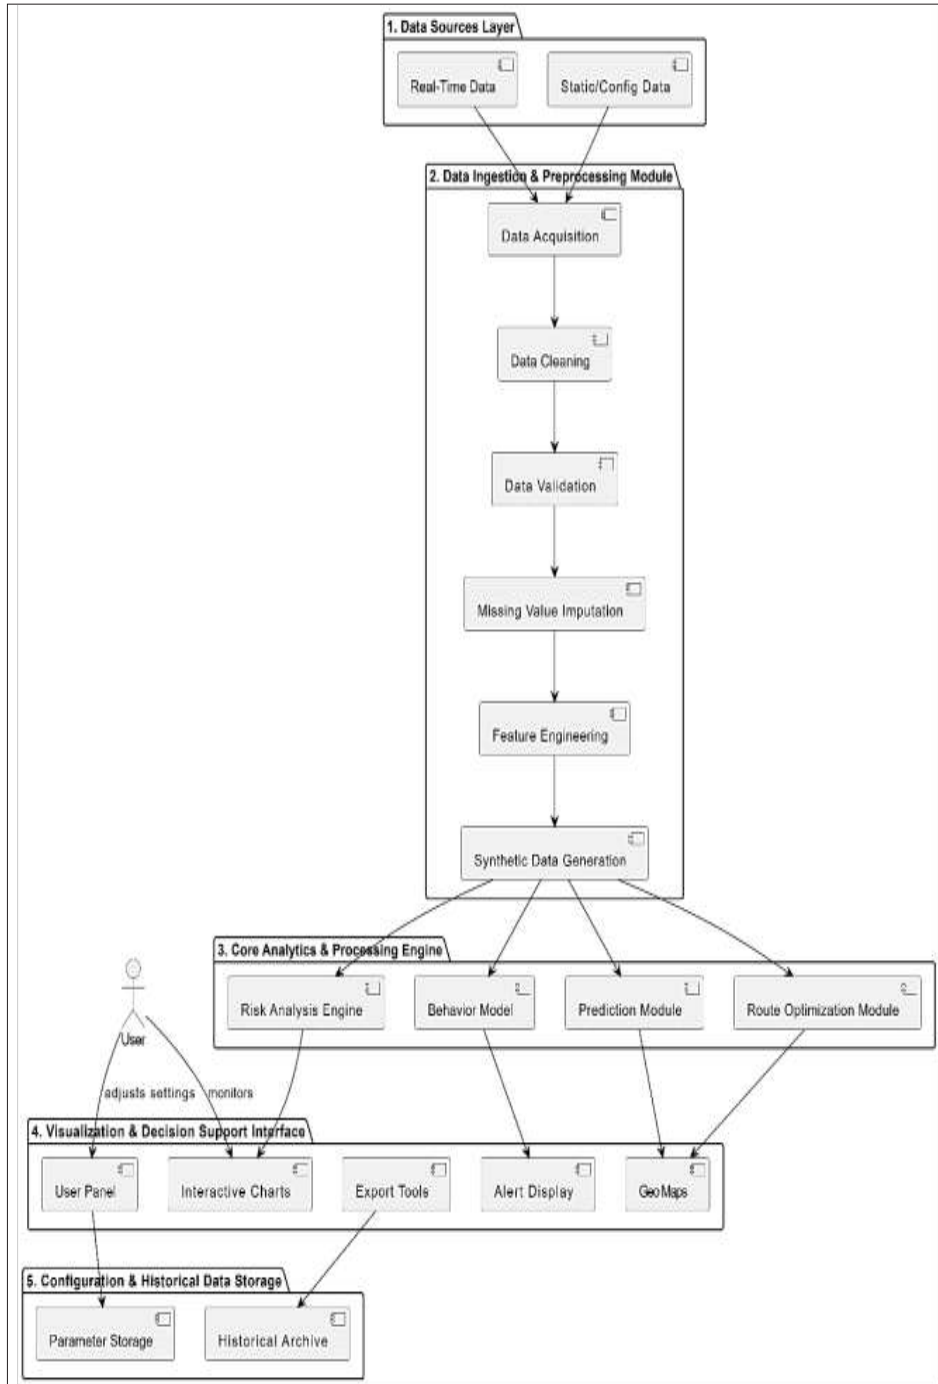 1. Data Sources Layer
Real-Time Data
Static/Config Data
2. Data Ingestion & Preprocessing Module
Data Acquisition
Data Cleaning
Data Validation
Missing Value Imputation
Feature Engineering
Synthetic Data Generation
3. Core Analytics & Processing Engine
Risk Analysis Engine
Behavior Model
Prediction Module
Route Optimization Module
User
adjusts settings
monitors
4. Visualization & Decision Support Interface
User Panel
Interactive Charts
Export Tools
Alert Display
Geo Maps
5. Configuration & Historical Data Storage
Parameter Storage
Historical Archive